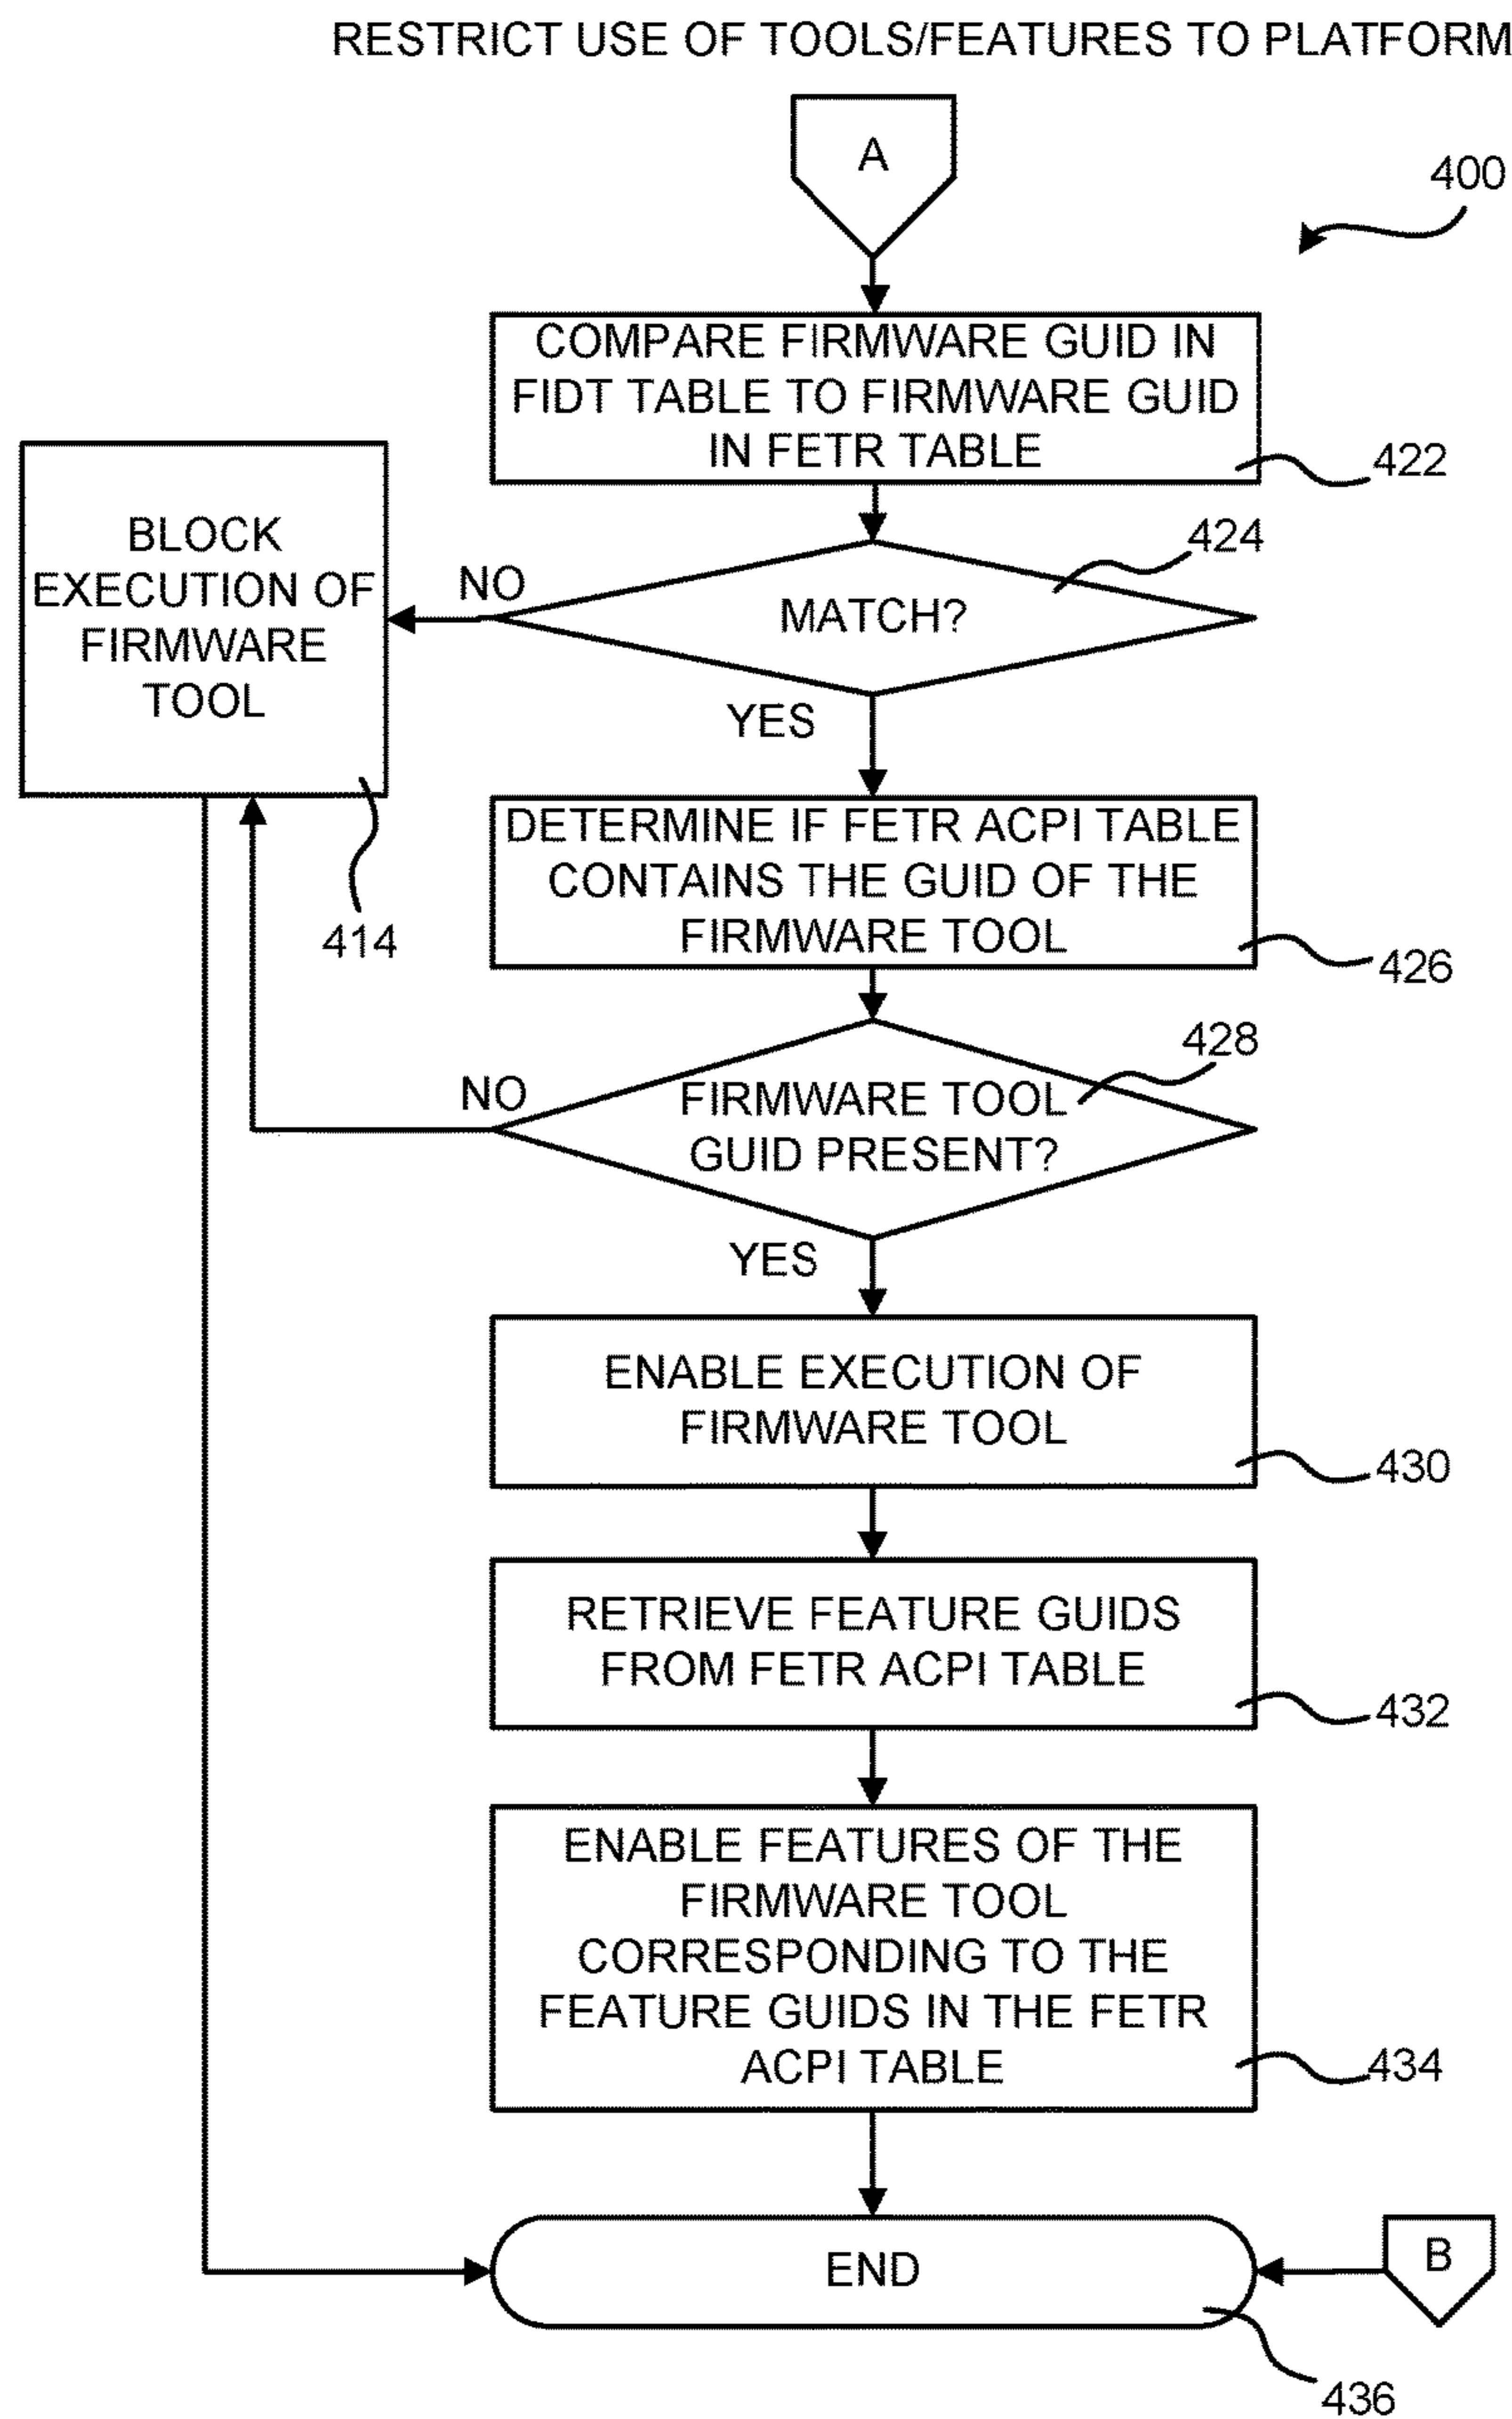 RESTRICT USE OF TOOLS/FEATURES TO PLATFORM
A
400
COMPARE FIRMWARE GUID IN
FIDT TABLE TO FIRMWARE GUID
IN FETR TABLE
422
BLOCK
EXECUTION OF
FIRMWARE
TOOL
414
424
NO
MATCH?
YES
DETERMINE IF FETR ACPI TABLE
CONTAINS THE GUID OF THE
FIRMWARE TOOL
426
428
NO
FIRMWARE TOOL
GUID PRESENT?
YES
ENABLE EXECUTION OF
FIRMWARE TOOL
430
RETRIEVE FEATURE GUIDS
FROM FETR ACPI TABLE
432
ENABLE FEATURES OF THE
FIRMWARE TOOL
CORRESPONDING TO THE
FEATURE GUIDS IN THE FETR
ACPI TABLE
434
END
B
436